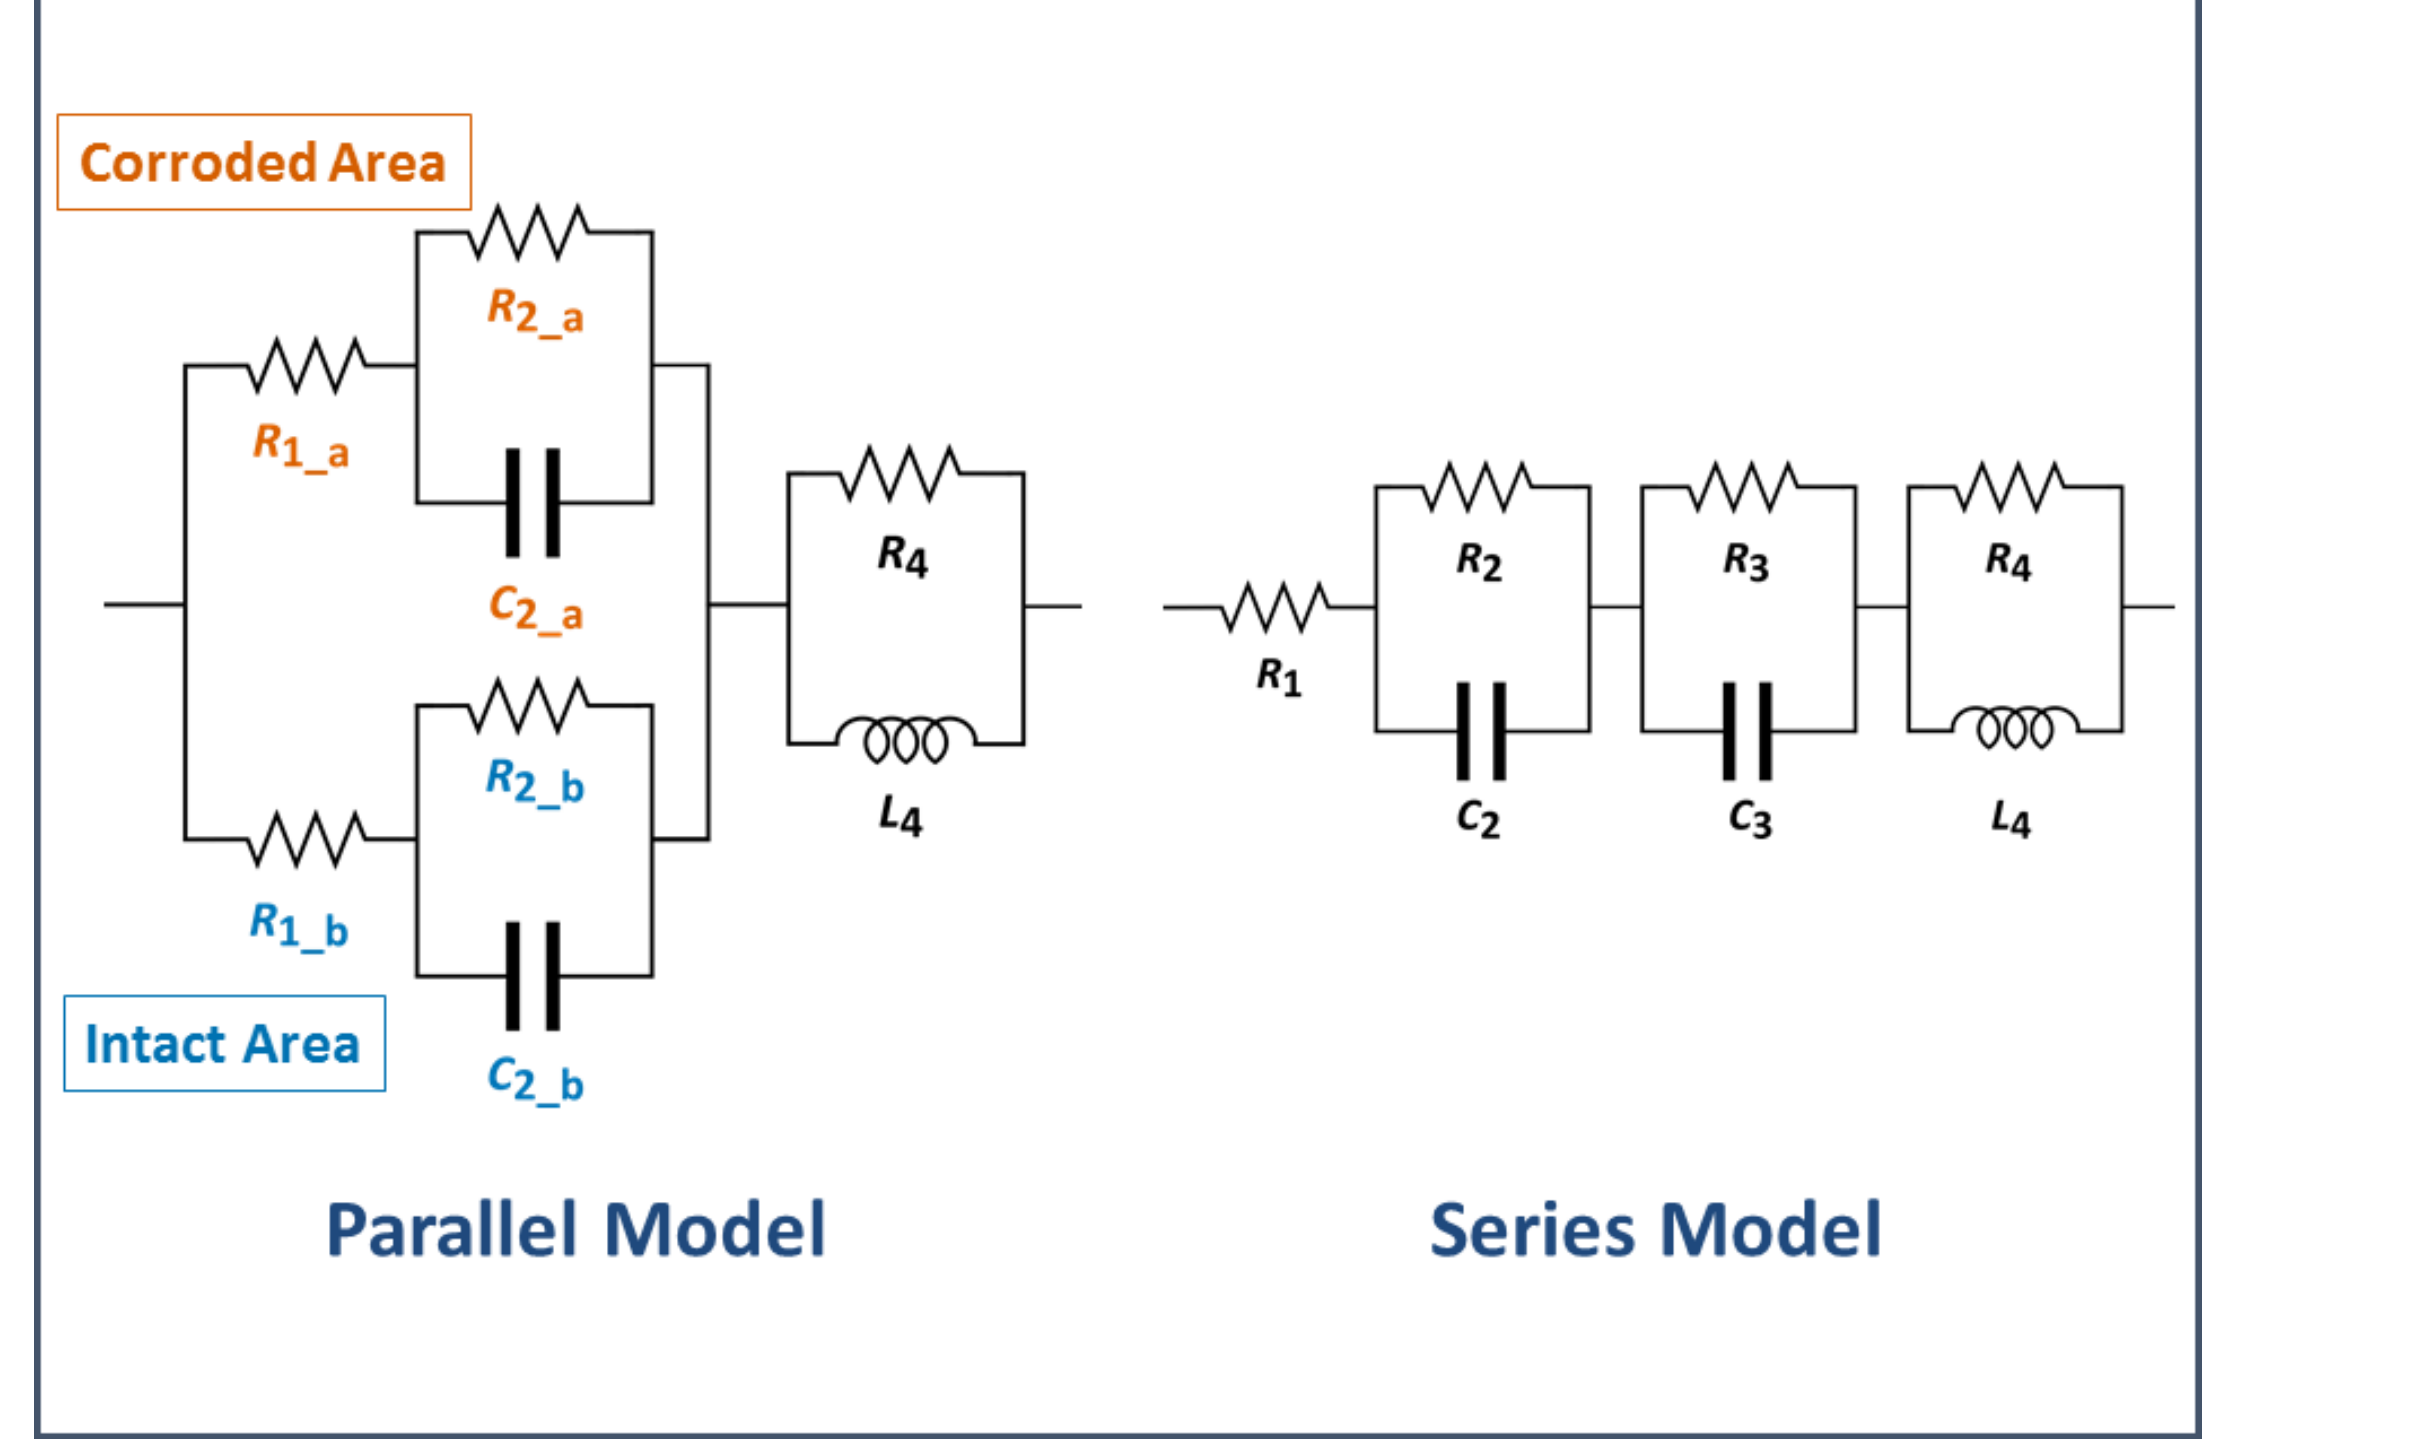 Corroded Area
R2_a
R1_a
C2_a
R4
L4
R2_b
R1_b
C2_b
Intact Area
Parallel Model
R1
R2
C2
R3
C3
R4
L4
Series Model